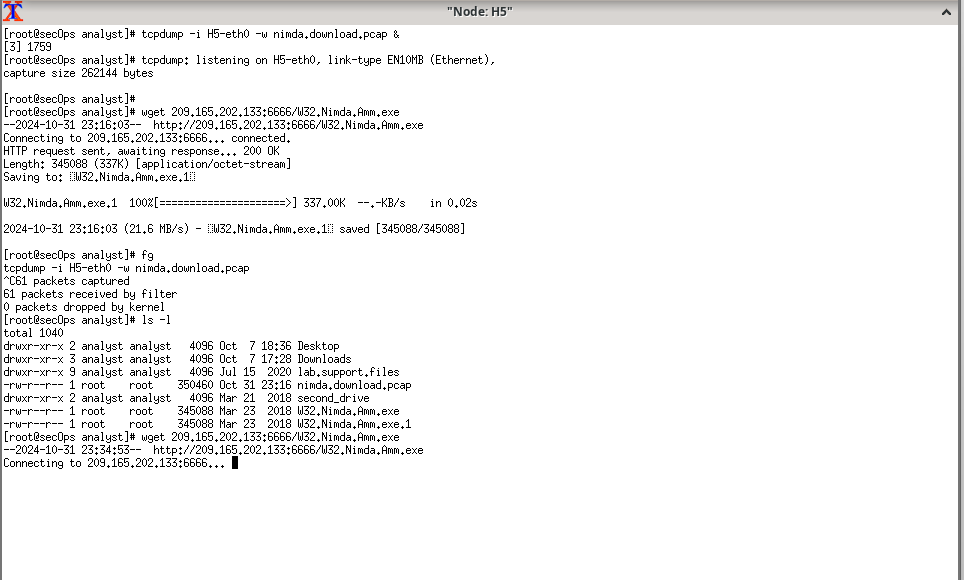 "Node: H5"
[root@secOps analyst]# tcpdump -i H5-eth0 -w nimda.download.pcap &
[3] 1759
[root@secOps analyst]# tcpdump: listening on H5-eth0, link-type EN10MB (Ethernet),
capture size 262144 bytes
[root@secOps analyst]#
[root@secOps analyst]# wget 209.165.202.133:6666/W32.Nimda.Amm.exe
--2024-10-31 23:16:03--  http://209.165.202.133:6666/W32.Nimda.Amm.exe
Connecting to 209.165.202.133:6666... connected.
HTTP request sent, awaiting response... 200 OK
Length: 345088 (337K) [application/octet-stream]
Saving to: ░W32.Nimda.Amm.exe.1░
W32.Nimda.Amm.exe.1  100%[=====================>] 337.00K  --.-KB/s    in 0.02s
2024-10-31 23:16:03 (21.6 MB/s) - ░W32.Nimda.Amm.exe.1░ saved [345088/345088]
[root@secOps analyst]# fg
tcpdump -i H5-eth0 -w nimda.download.pcap
^C61 packets captured
61 packets received by filter
0 packets dropped by kernel
[root@secOps analyst]# ls -l
total 1040
drwxr-xr-x 2 analyst analyst   4096 Oct  7 18:36 Desktop
drwxr-xr-x 3 analyst analyst   4096 Oct  7 17:28 Downloads
drwxr-xr-x 9 analyst analyst   4096 Jul 15  2020 lab.support.files
-rw-r--r-- 1 root    root    350460 Oct 31 23:16 nimda.download.pcap
drwxr-xr-x 2 analyst analyst   4096 Mar 21  2018 second_drive
-rw-r--r-- 1 root    root    345088 Mar 23  2018 W32.Nimda.Amm.exe
-rw-r--r-- 1 root    root    345088 Mar 23  2018 W32.Nimda.Amm.exe.1
[root@secOps analyst]# wget 209.165.202.133:6666/W32.Nimda.Amm.exe
--2024-10-31 23:34:53--  http://209.165.202.133:6666/W32.Nimda.Amm.exe
Connecting to 209.165.202.133:6666...